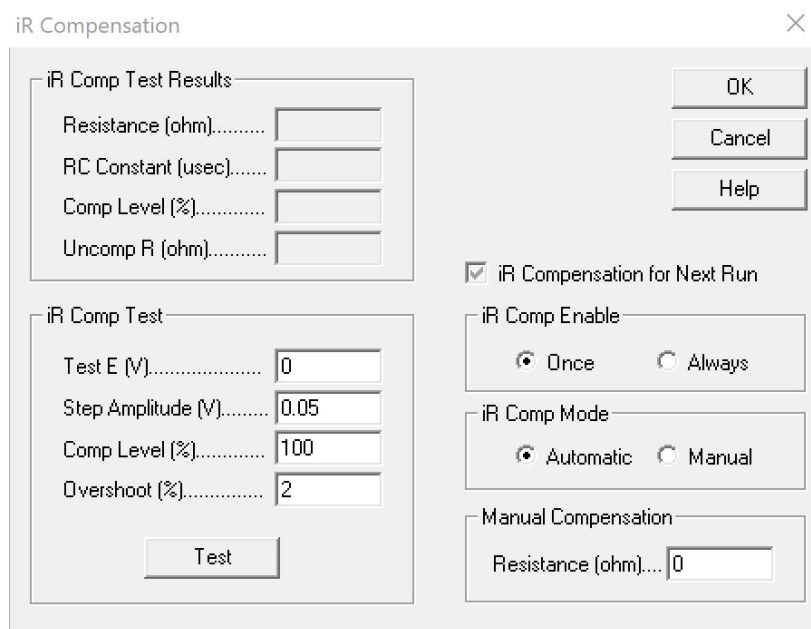 iR Compensation
iR Comp Test Results
Resistance (ohm)..........
RC Constant (usec).......
Comp Level (%).............
Uncomp R (ohm)...........
iR Comp Test
Test E (V)..................... 0
Step Amplitude (V)......... 0.05
Comp Level (%)............. 100
Overshoot (%)............... 2
Test
OK
Cancel
Help
iR Compensation for Next Run
iR Comp Enable
Once Always
iR Comp Mode
Automatic Manual
Manual Compensation
Resistance (ohm).... 0